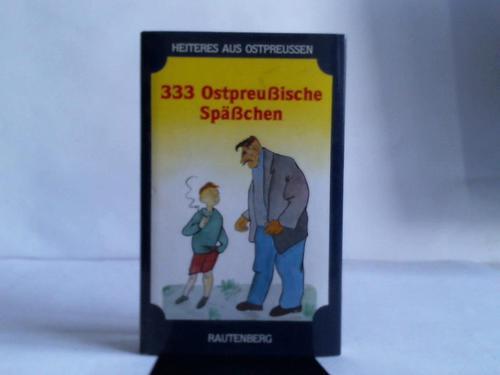 HEITERES AUS OSTPREUSSEN
333 Ostpreußische
Späßchen
RAUTENBERG